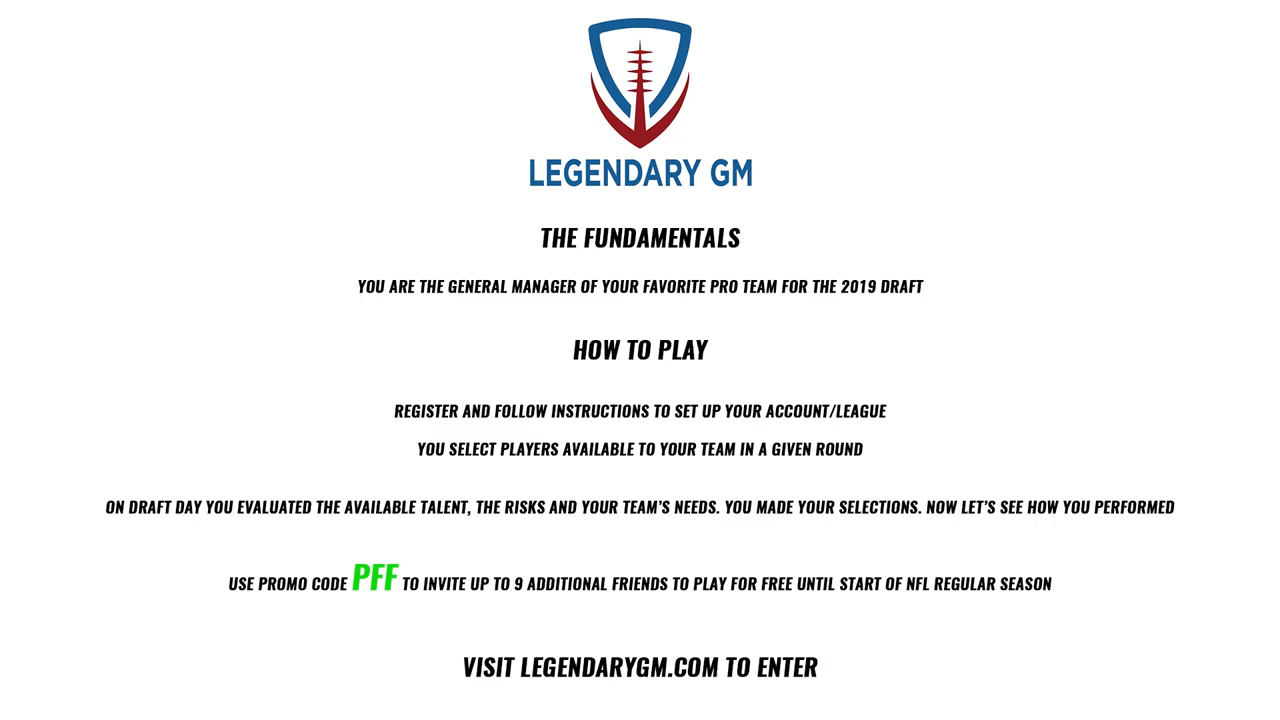 LEGENDARY GM
THE FUNDAMENTALS
YOU ARE THE GENERAL MANAGER OF YOUR FAVORITE PRO TEAM FOR THE 2019 DRAFT
HOW TO PLAY
REGISTER AND FOLLOW INSTRUCTIONS TO SET UP YOUR ACCOUNT/LEAGUE
YOU SELECT PLAYERS AVAILABLE TO YOUR TEAM IN A GIVEN ROUND
ON DRAFT DAY YOU EVALUATED THE AVAILABLE TALENT, THE RISKS AND YOUR TEAM'S NEEDS. YOU MADE YOUR SELECTIONS. NOW LET'S SEE HOW YOU PERFORMED
USE PROMO CODE PFF TO INVITE UP TO 9 ADDITIONAL FRIENDS TO PLAY FOR FREE UNTIL START OF NFL REGULAR SEASON
VISIT LEGENDARYGM.COM TO ENTER